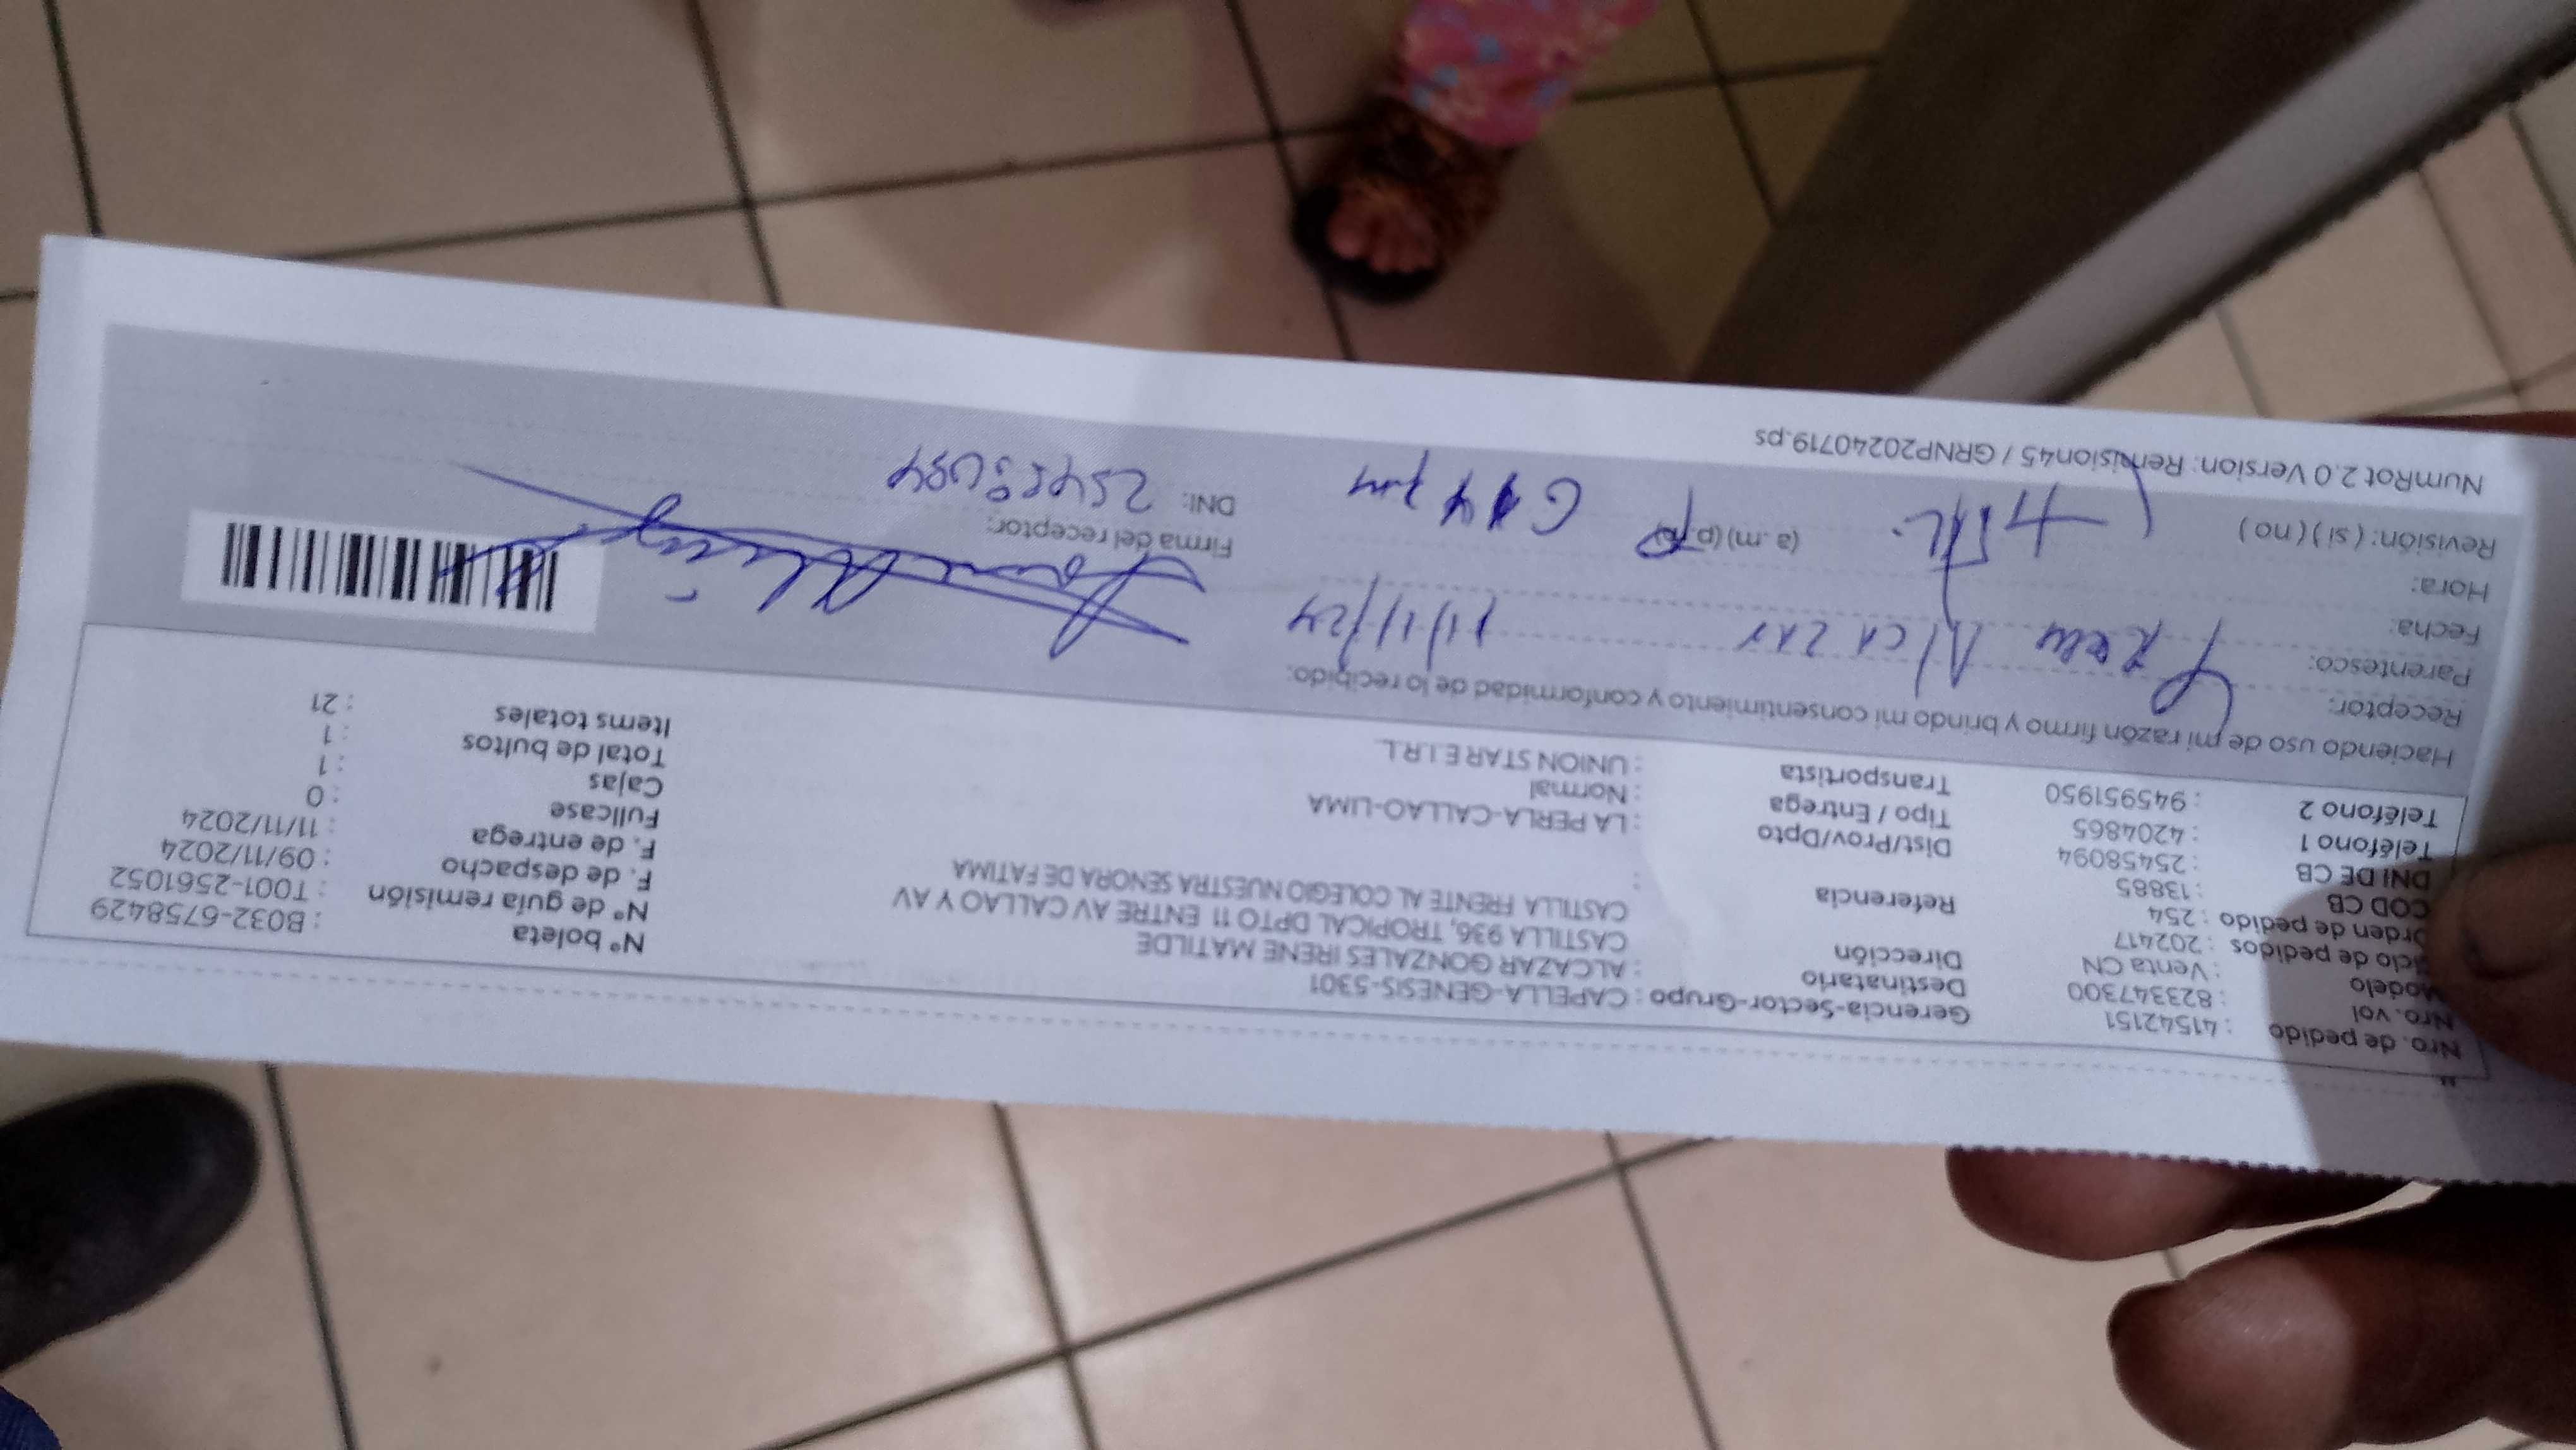 Nro. de pedido : 41542151
Nro. vol : 823347300
Modelo : Venta CN
iclo de pedidos : 202417
Orden de pedido : 254
COD CB : 13885
DNI DE CB : 25458094
Teléfono 1 : 4204865
Teléfono 2 : 945951950
Gerencia-Sector-Grupo : CAPELLA-GENESIS-5301
Destinatario : ALCAZAR GONZALES IRENE MATILDE
Dirección CASTILLA 936, TROPICAL DPTO 11 ENTRE AV CALLAO Y AV
CASTILLA FRENTE AL COLEGIO NUESTRA SENORA DE FATIMA
Referencia :
Dist/Prov/Dpto : LA PERLA-CALLAO-LIMA
Tipo / Entrega : Normal
Transportista : UNION STAR E.I.R.L.
N° boleta : B032-6758429
N° de guía remisión : T001-2561052
F. de despacho : 09/11/2024
F. de entrega : 11/11/2024
Fullcase : 0
Cajas : 1
Total de bultos : 1
Items totales : 21
Haciendo uso de mi razón firmo y brindo mi consentimiento y conformidad de lo recibido.
Receptor:
Parentesco: Alcazar
Fecha: 11/11/24
Hora: (a. m) (p.
Revisión: ( si ) ( no )
Firma del receptor:
DNI:
NumRot 2.0 Version: Remision45 / GRNP20240719.ps